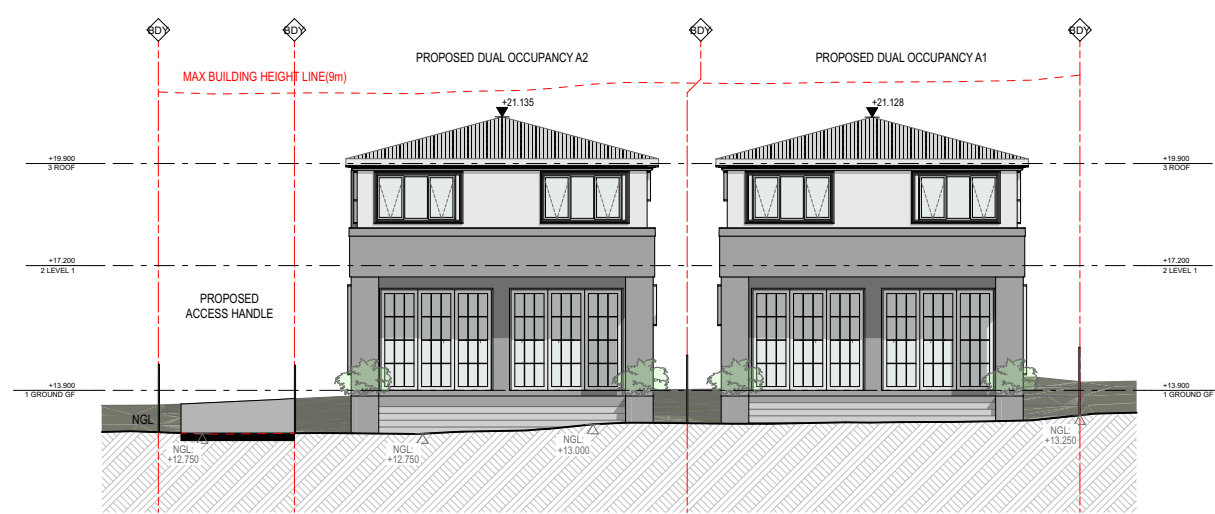 BDY
BDY
BDY
BDY
PROPOSED DUAL OCCUPANCY A2
PROPOSED DUAL OCCUPANCY A1
MAX BUILDING HEIGHT LINE(9m)
+21.135
+21.128
+19.900
3 ROOF
+19.900
3 ROOF
+17.200
2 LEVEL 1
+17.200
2 LEVEL 1
PROPOSED
ACCESS HANDLE
+13.900
1 GROUND GF
+13.900
1 GROUND GF
NGL
NGL:
+12.750
NGL:
+12.750
NGL:
+13.000
NGL:
+13.250